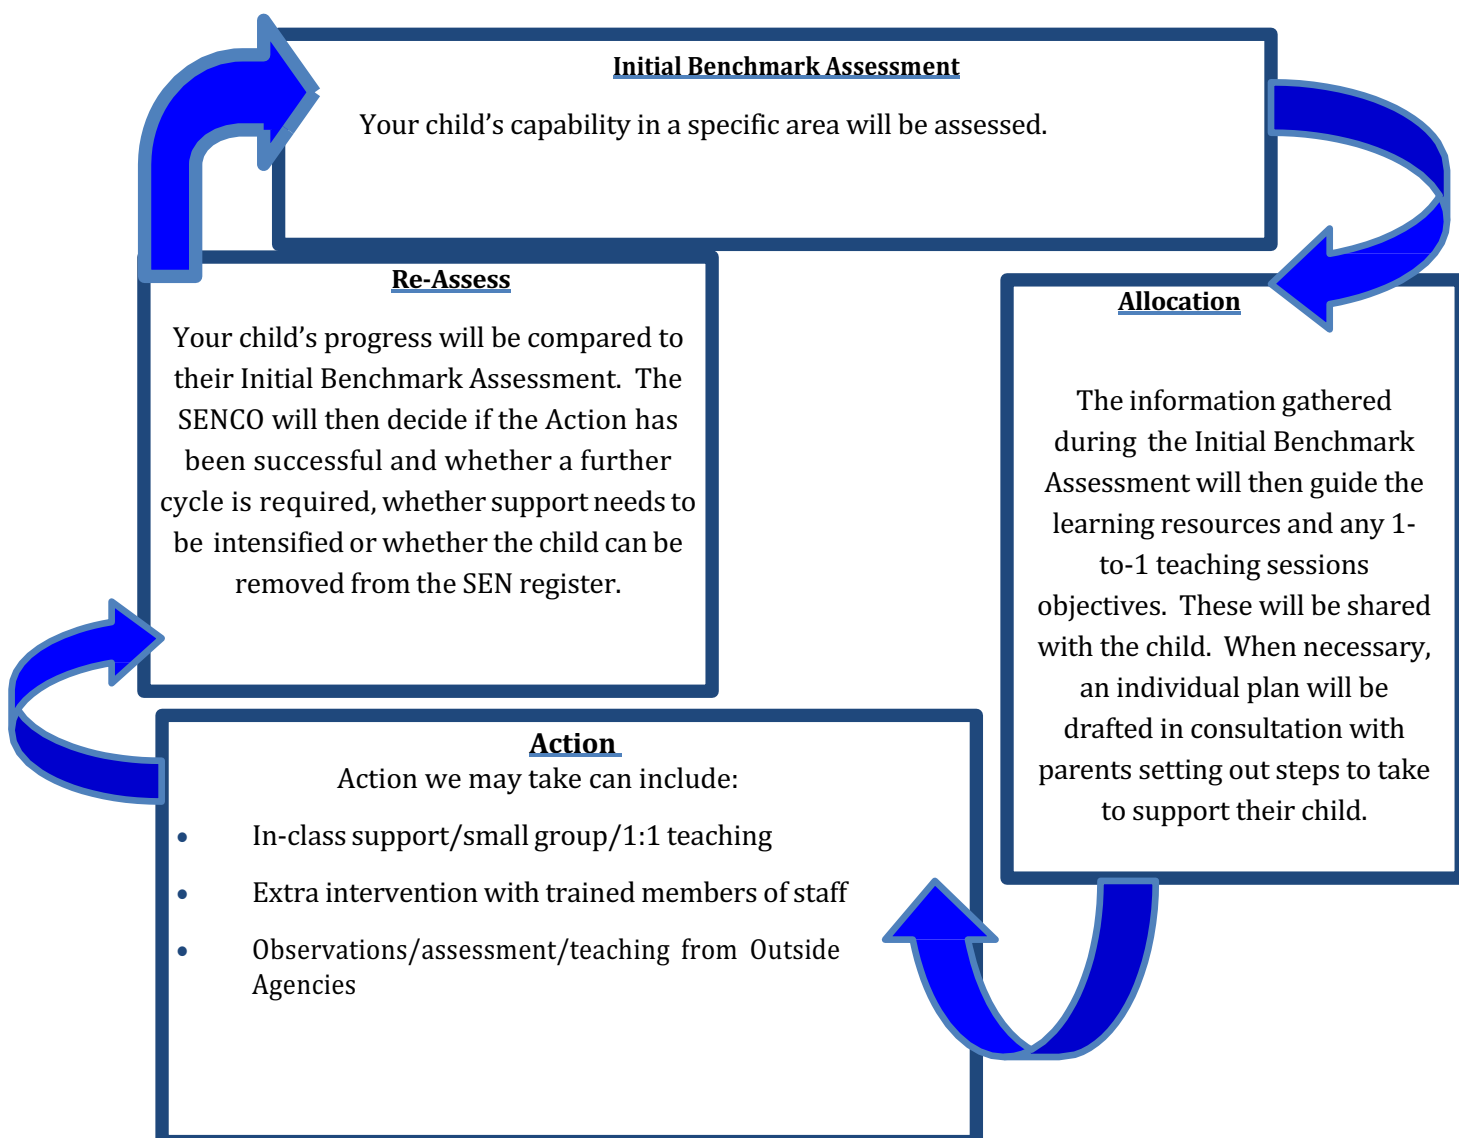 Initial Benchmark Assessment
Your child’s capability in a specific area will be assessed.
Re-Assess
Your child’s progress will be compared to
their Initial Benchmark Assessment. The
SENCO will then decide if the Action has
been successful and whether a further
cycle is required, whether support needs to
be intensified or whether the child can be
removed from the SEN register.
Allocation
The information gathered
during the Initial Benchmark
Assessment will then guide the
learning resources and any 1-
to-1 teaching sessions
objectives. These will be shared
with the child. When necessary,
an individual plan will be
drafted in consultation with
parents setting out steps to take
to support their child.
Action
Action we may take can include:
• In-class support/small group/1:1 teaching
• Extra intervention with trained members of staff
• Observations/assessment/teaching from Outside
Agencies